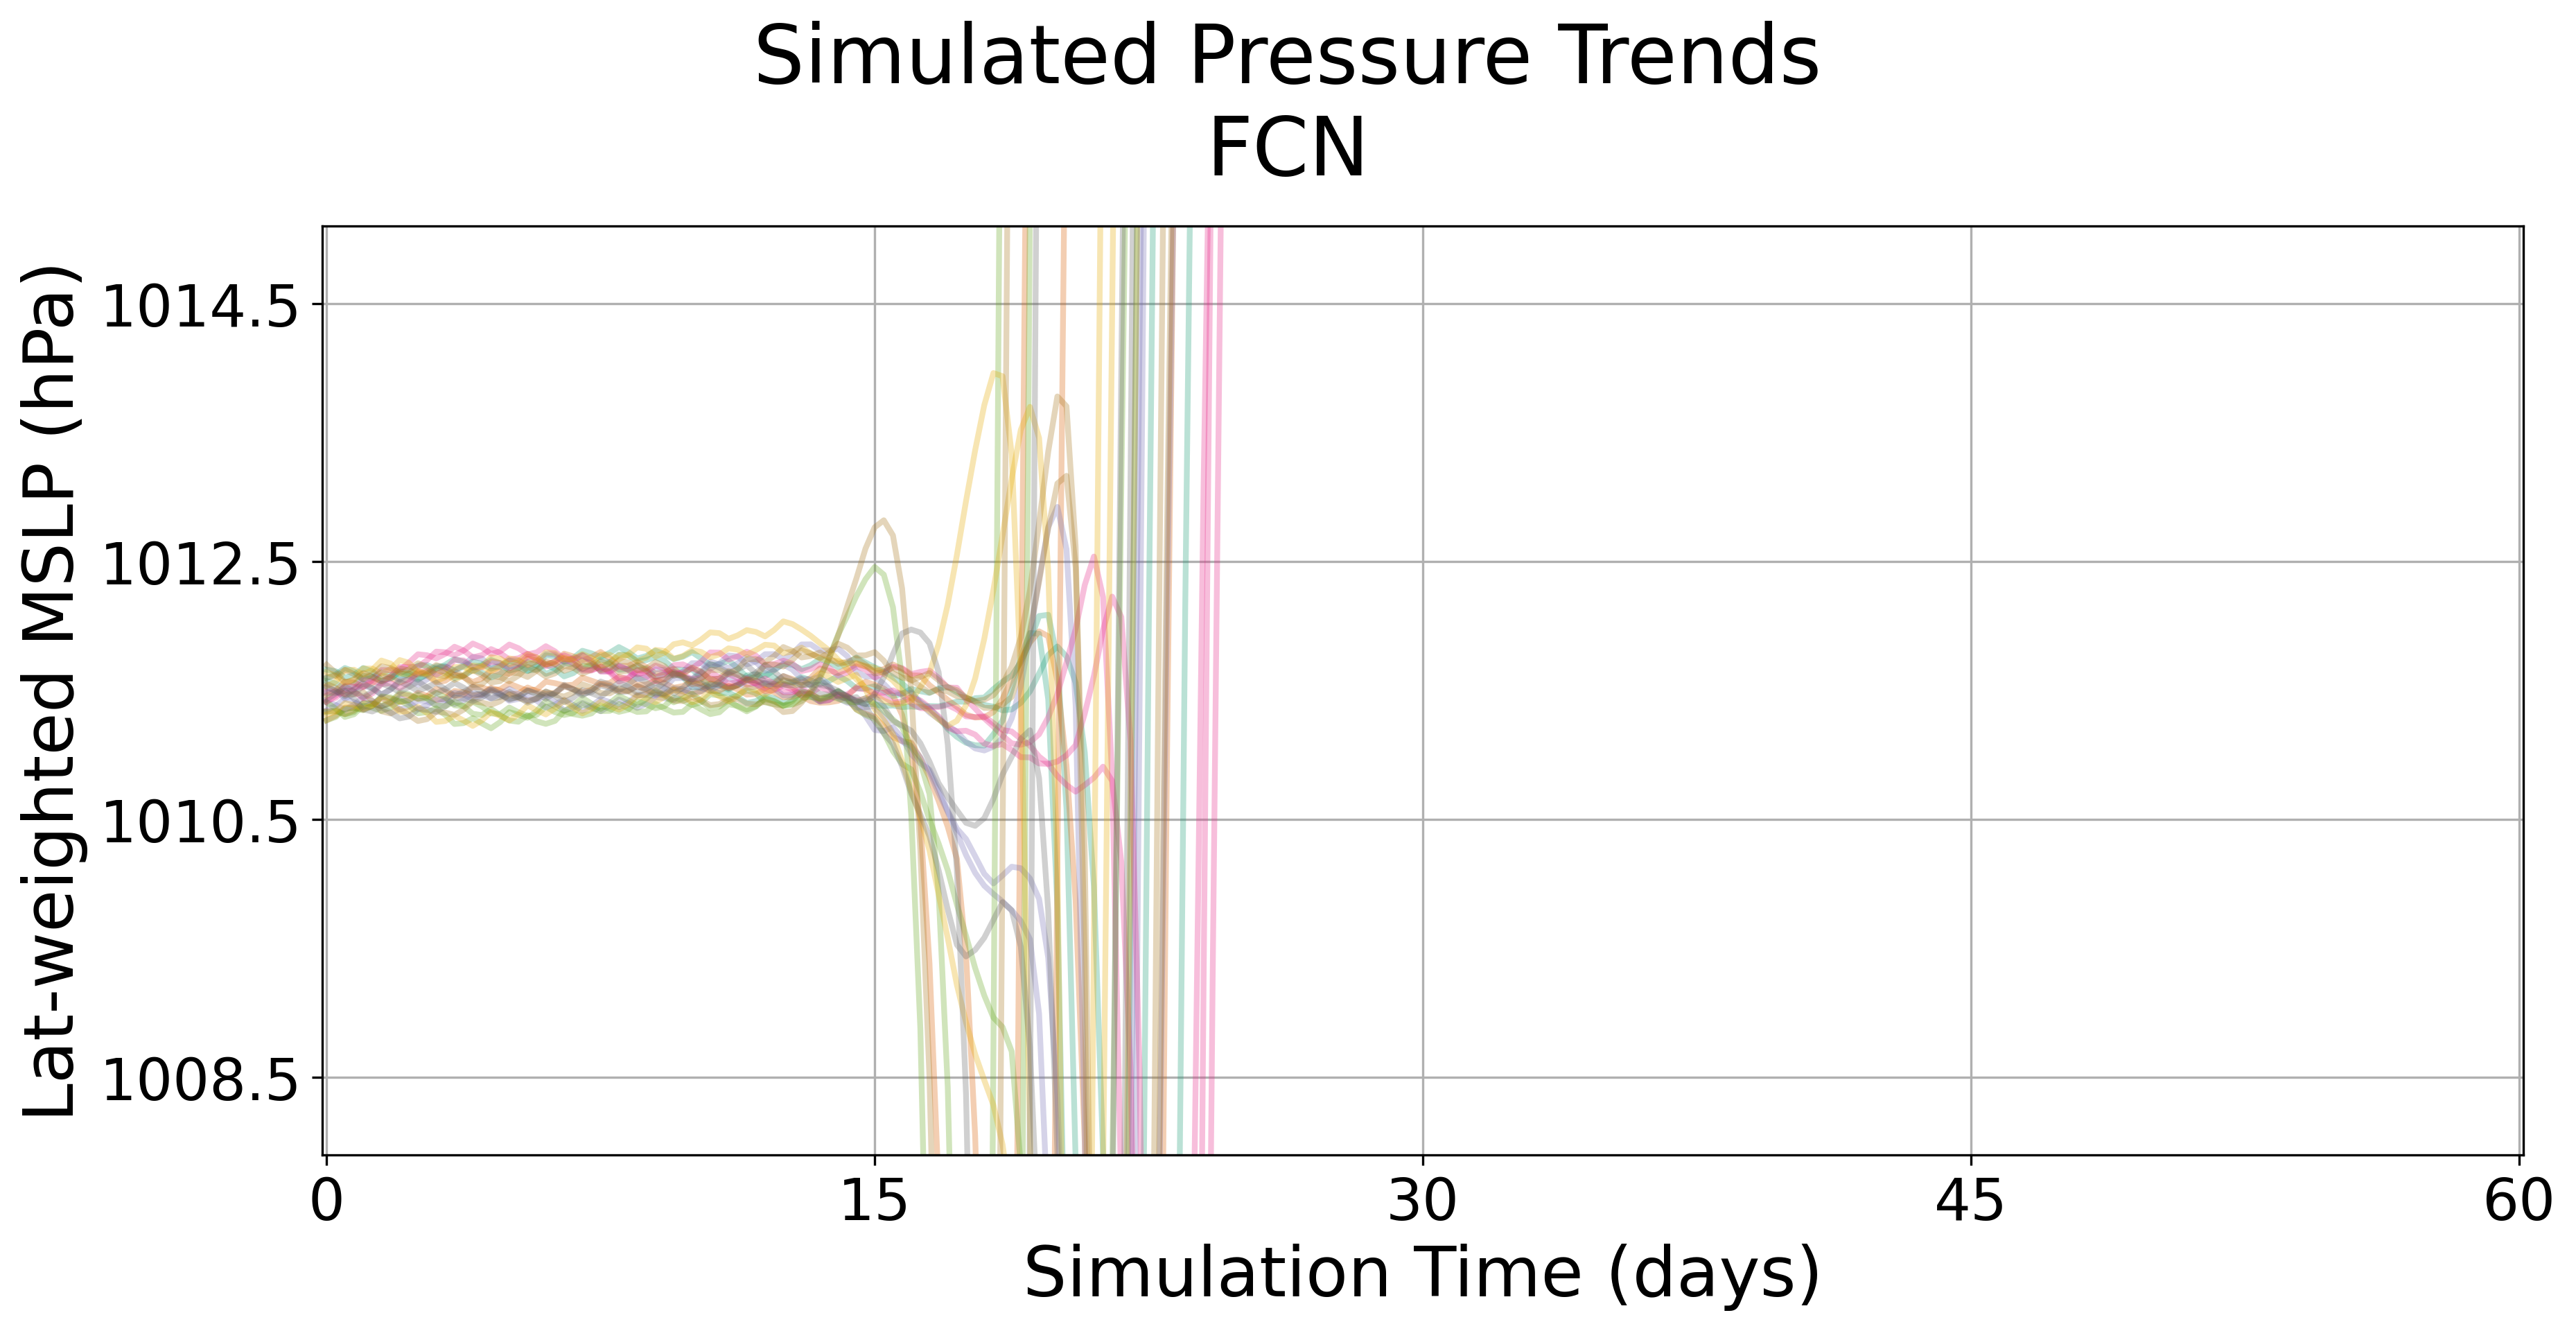 Simulated Pressure Trends
FCN
Lat-weighted MSLP (hPa)
1014.5
1012.5
1010.5
1008.5
0
15
30
45
60
Simulation Time (days)